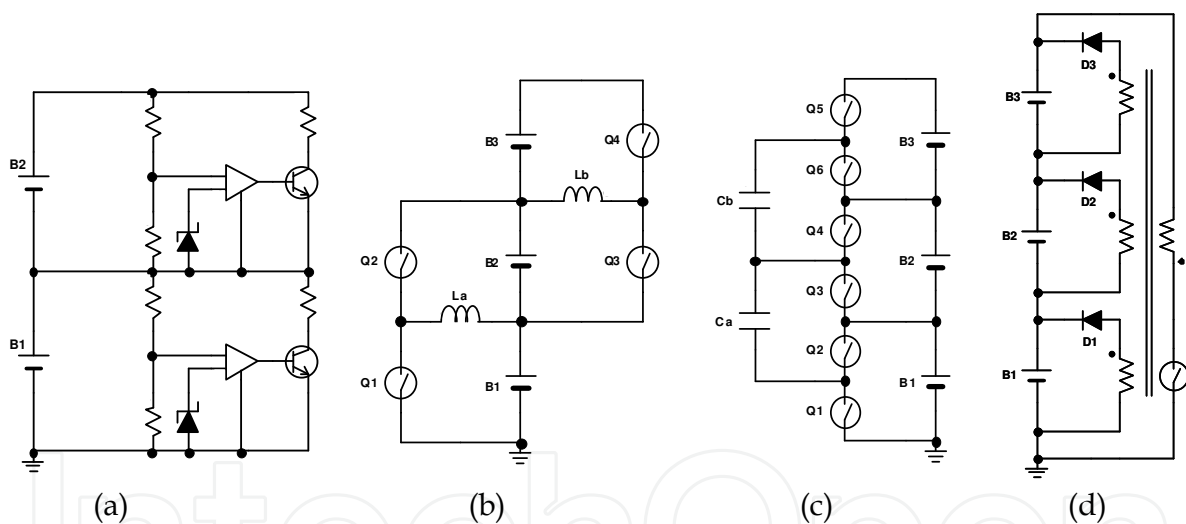 B2
B1
(a)
Q4
B3
Lb
Q2
B2
Q3
La
Q1
B1
(b)
Q5
B3
Q6
Cb
Q4
B2
Q3
Ca
Q2
B1
Q1
(c)
D3
B3
D2
B2
D1
B1
(d)
IntechOpen